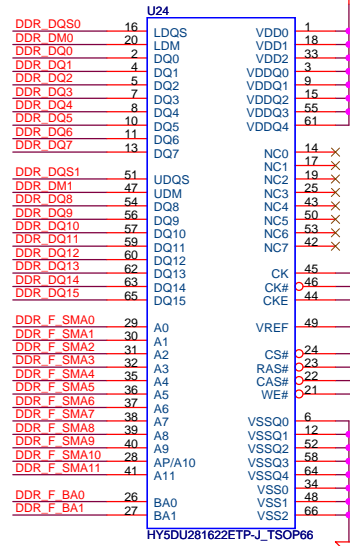 U24
DDR_DQS0 16 LDQS VDD0 1
DDR_DM0 20 LDM VDD1 18
DDR_DQ0 2 DQ0 VDD2 33
DDR_DQ1 4 DQ1 VDDQ0 3
DDR_DQ2 5 DQ2 VDDQ1 9
DDR_DQ3 7 DQ3 VDDQ2 15
DDR_DQ4 8 DQ4 VDDQ3 55
DDR_DQ5 10 DQ5 VDDQ4 61
DDR_DQ6 11 DQ6
DDR_DQ7 13 DQ7 NC0 14
NC1 17
DDR_DQS1 51 UDQS NC2 19
DDR_DM1 47 UDM NC3 25
DDR_DQ8 54 DQ8 NC4 43
DDR_DQ9 56 DQ9 NC5 50
DDR_DQ10 57 DQ10 NC6 53
DDR_DQ11 59 DQ11 NC7 42
DDR_DQ12 60 DQ12
DDR_DQ13 62 DQ13 CK 45
DDR_DQ14 63 DQ14 CK# 46
DDR_DQ15 65 DQ15 CKE 44
DDR_F_SMA0 29 A0 VREF 49
DDR_F_SMA1 30 A1
DDR_F_SMA2 31 A2 CS# 24
DDR_F_SMA3 32 A3 RAS# 23
DDR_F_SMA4 35 A4 CAS# 22
DDR_F_SMA5 36 A5 WE# 21
DDR_F_SMA6 37 A6
DDR_F_SMA7 38 A7 VSSQ0 6
DDR_F_SMA8 39 A8 VSSQ1 12
DDR_F_SMA9 40 A9 VSSQ2 52
DDR_F_SMA10 28 AP/A10 VSSQ3 58
DDR_F_SMA11 41 A11 VSSQ4 64
VSS0 34
DDR_F_BA0 26 BA0 VSS1 48
DDR_F_BA1 27 BA1 VSS2 66
HY5DU281622ETP-J_TSOP66